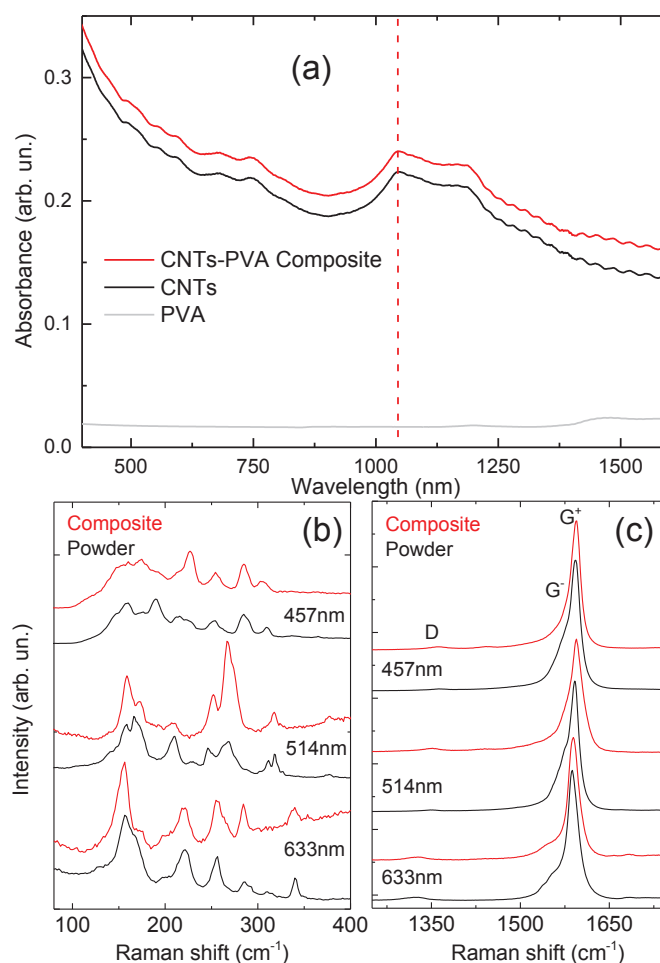 (a)
0.3
0.2
0.1
0.0
Absorbance (arb. un.)
CNTs-PVA Composite
CNTs
PVA
500 750 1000 1250 1500
Wavelength (nm)
Composite
Powder
(b)
457nm
514nm
633nm
Intensity (arb. un.)
100 200 300 400
Raman shift (cm⁻¹)
Composite
Powder
G⁺
(c)
G⁻
D
457nm
514nm
633nm
1350 1500 1650
Raman shift (cm⁻¹)